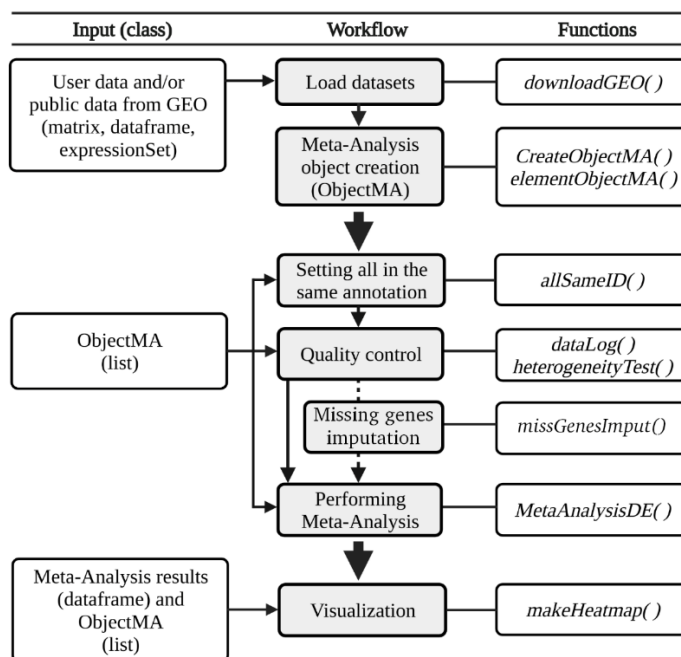 Input (class) Workflow Functions
User data and/or
public data from GEO
(matrix, dataframe,
expressionSet)
Load datasets
downloadGEO( )
Meta-Analysis
object creation
(ObjectMA)
CreateObjectMA( )
elementObjectMA( )
Setting all in the
same annotation
allSameID( )
ObjectMA
(list)
Quality control
dataLog( )
heterogeneityTest( )
Missing genes
imputation
missGenesImput()
Performing
Meta-Analysis
MetaAnalysisDE( )
Meta-Analysis results
(dataframe) and
ObjectMA
(list)
Visualization
makeHeatmap( )